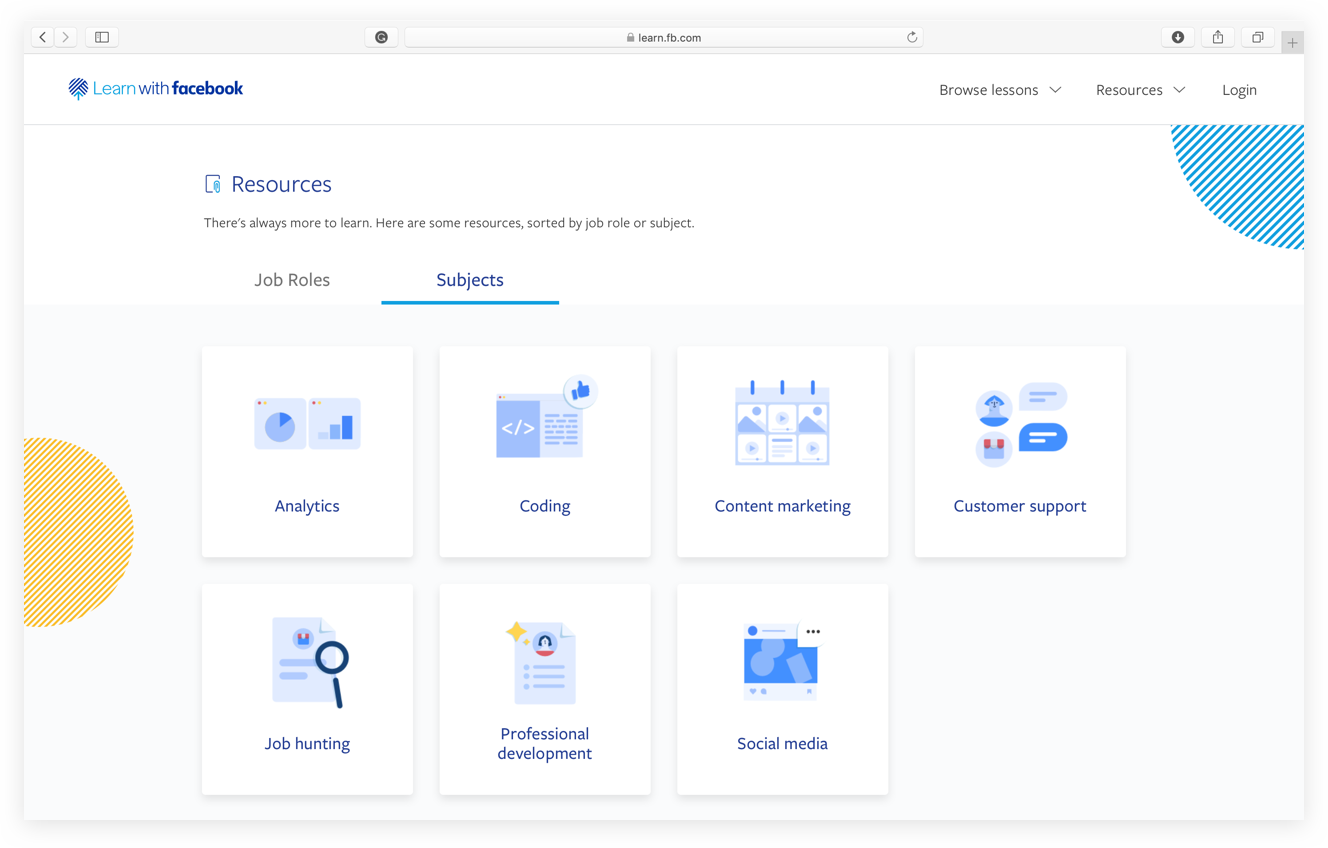 learn.fb.com
Learn with facebook
Browse lessons
Resources
Login
Resources
There's always more to learn. Here are some resources, sorted by job role or subject.
Job Roles
Subjects
</>
Analytics
Coding
Content marketing
Customer support
Job hunting
Professional
development
Social media